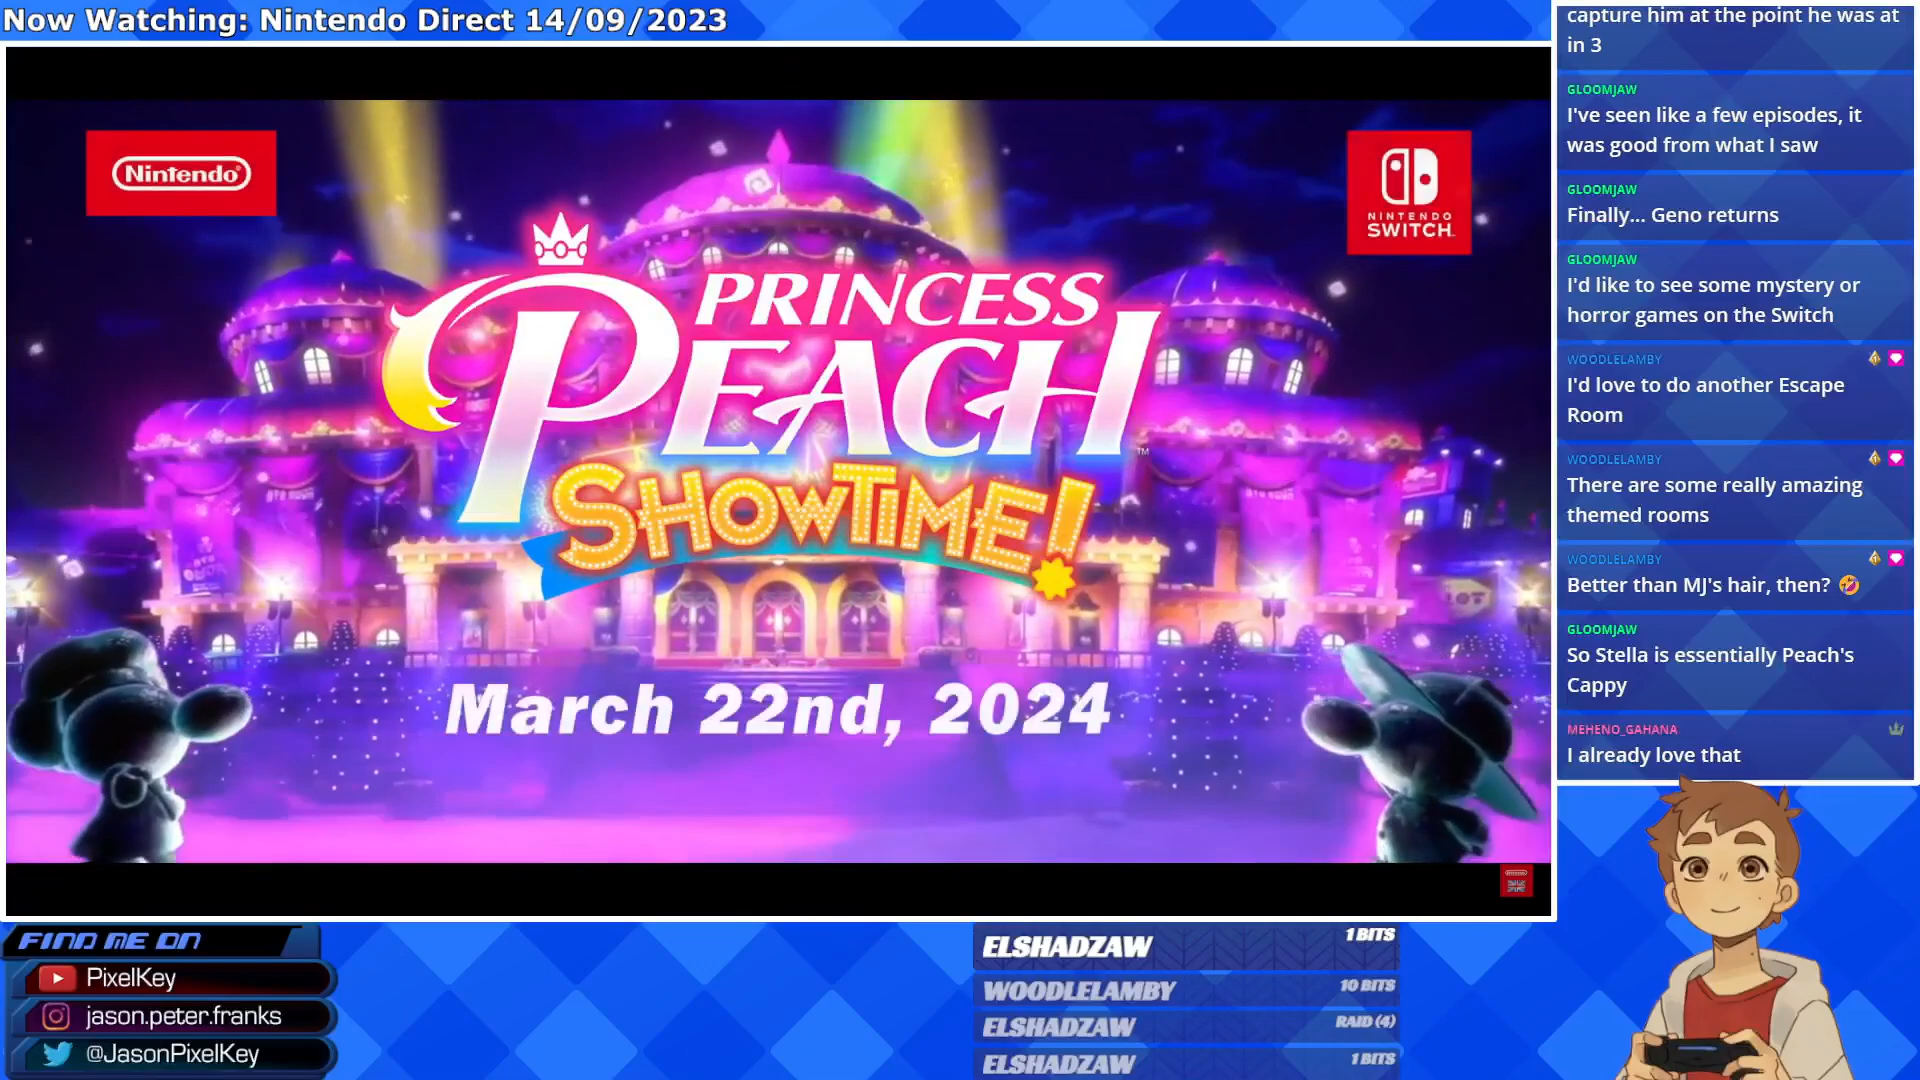 Now Watching: Nintendo Direct 14/09/2023
Nintendo
NINTENDO
SWITCH
PRINCESS
PEACH
SHOWTIME!
TM
March 22nd, 2024
capture him at the point he was at
in 3
GLOOMJAW
I've seen like a few episodes, it
was good from what I saw
GLOOMJAW
Finally... Geno returns
GLOOMJAW
I'd like to see some mystery or
horror games on the Switch
WOODLELAMBY
I'd love to do another Escape
Room
WOODLELAMBY
There are some really amazing
themed rooms
WOODLELAMBY
Better than MJ's hair, then? 🤣
GLOOMJAW
So Stella is essentially Peach's
Cappy
MEHENO_GAHANA
I already love that
FIND ME ON
PixelKey
jason.peter.franks
@JasonPixelKey
ELSHADZAW 1 BITS
WOODLELAMBY 10 BITS
ELSHADZAW RAID (4)
ELSHADZAW 1 BITS